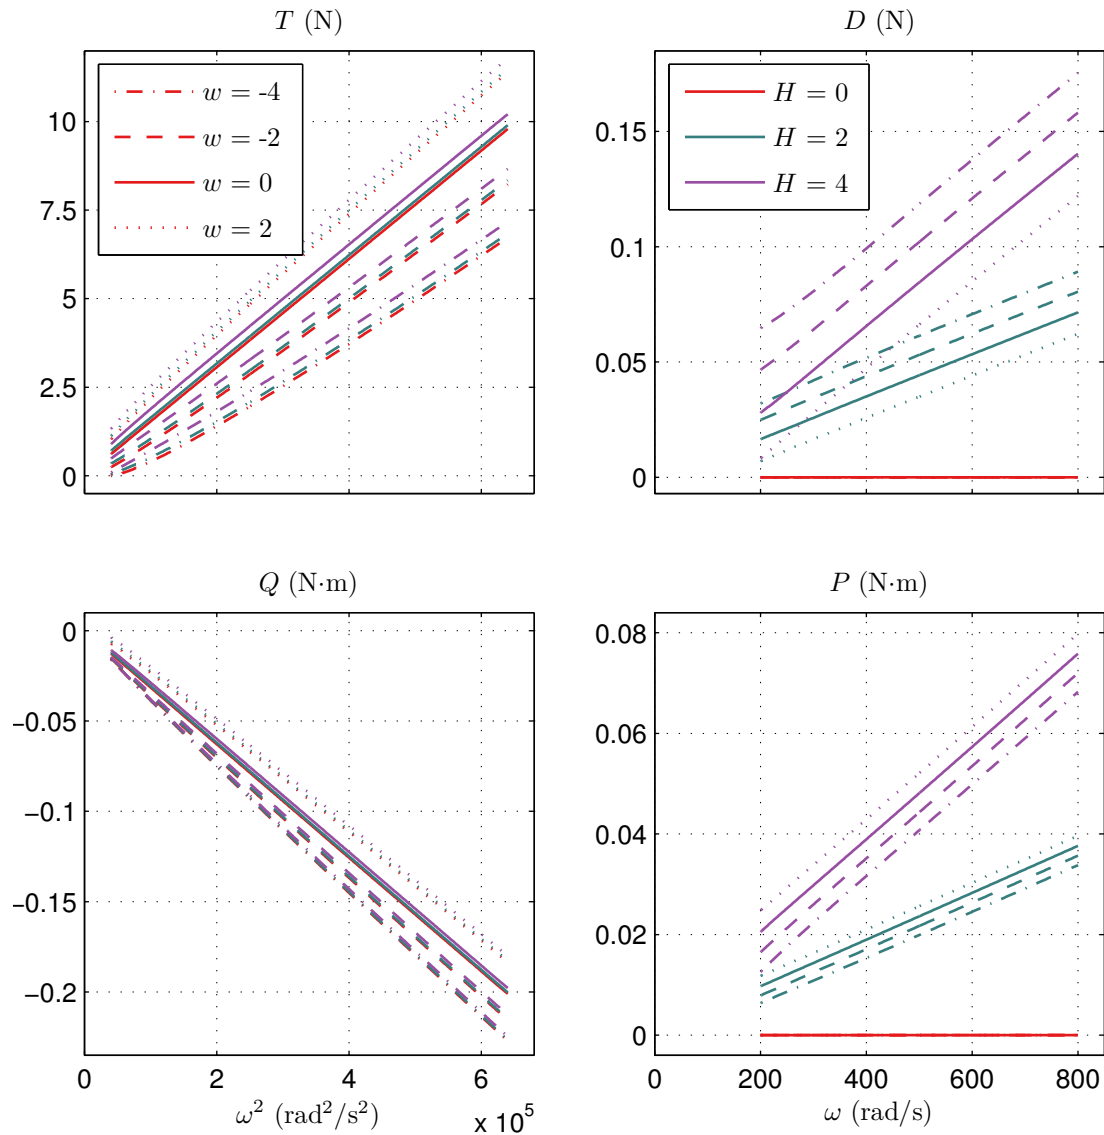 T (N)
w = -4
w = -2
w = 0
w = 2
10
7.5
5
2.5
0
D (N)
H = 0
H = 2
H = 4
0.15
0.1
0.05
0
Q (N·m)
0
−0.05
−0.1
−0.15
−0.2
0 2 4 6
ω² (rad²/s²)
x 10⁵
P (N·m)
0.08
0.06
0.04
0.02
0
0 200 400 600 800
ω (rad/s)